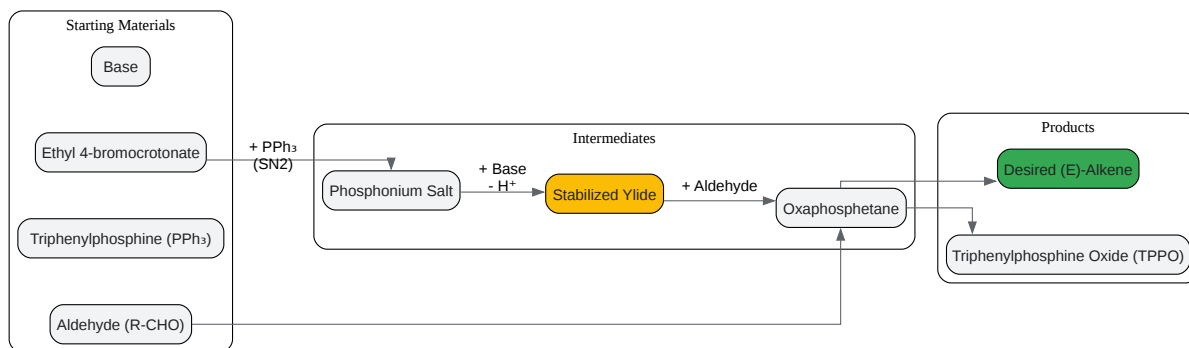 Starting Materials
Base
Ethyl 4-bromocrotonate
Triphenylphosphine (PPh₃)
Aldehyde (R-CHO)
+ PPh₃
(SN2)
Intermediates
Phosphonium Salt
+ Base
- H⁺
Stabilized Ylide
+ Aldehyde
Oxaphosphetane
Products
Desired (E)-Alkene
Triphenylphosphine Oxide (TPPO)